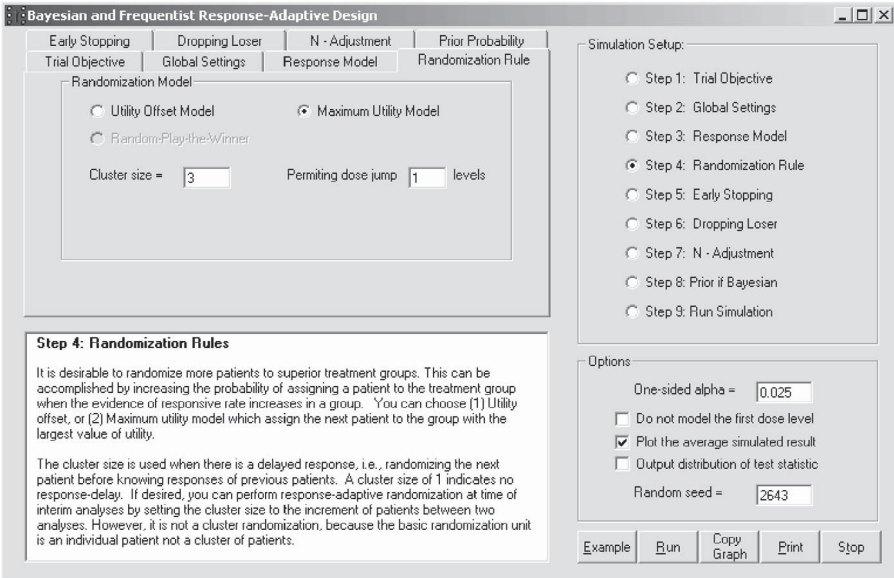 Bayesian and Frequentist Response-Adaptive Design
Early Stopping
Dropping Loser
N - Adjustment
Prior Probability
Trial Objective
Global Settings
Response Model
Randomization Rule
Randomization Model
Utility Offset Model
Maximum Utility Model
Random-Play-the-Winner
Cluster size =
3
Permiting dose jump
1
levels
Step 4: Randomization Rules
It is desirable to randomize more patients to superior treatment groups. This can be
accomplished by increasing the probability of assigning a patient to the treatment group
when the evidence of responsive rate increases in a group. You can choose (1) Utility
offset, or (2) Maximum utility model which assign the next patient to the group with the
largest value of utility.
The cluster size is used when there is a delayed response, i.e., randomizing the next
patient before knowing responses of previous patients. A cluster size of 1 indicates no
response-delay. If desired, you can perform response-adaptive randomization at time of
interim analyses by setting the cluster size to the increment of patients between two
analyses. However, it is not a cluster randomization, because the basic randomization unit
is an individual patient not a cluster of patients.
Simulation Setup:
Step 1: Trial Objective
Step 2: Global Settings
Step 3: Response Model
Step 4: Randomization Rule
Step 5: Early Stopping
Step 6: Dropping Loser
Step 7: N - Adjustment
Step 8: Prior if Bayesian
Step 9: Run Simulation
Options
One-sided alpha =
0.025
Do not model the first dose level
Plot the average simulated result
Output distribution of test statistic
Random seed =
2643
Example
Run
Copy
Graph
Print
Stop